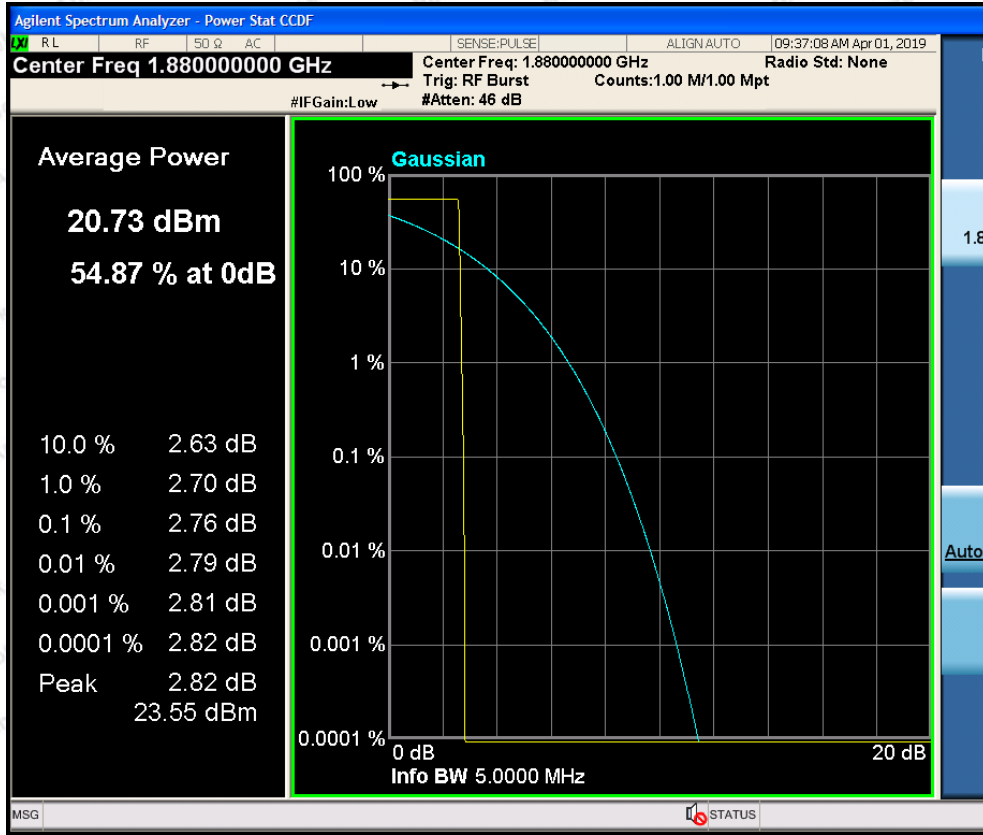 Agilent Spectrum Analyzer - Power Stat CCDF
LXI RL RF 50 Ω AC SENSE:PULSE ALIGN AUTO 09:37:08 AM Apr 01, 2019
Center Freq 1.880000000 GHz
Center Freq: 1.880000000 GHz Radio Std: None
Trig: RF Burst Counts:1.00 M/1.00 Mpt
#IFGain:Low #Atten: 46 dB
Average Power
20.73 dBm
54.87 % at 0dB
10.0 % 2.63 dB
1.0 % 2.70 dB
0.1 % 2.76 dB
0.01 % 2.79 dB
0.001 % 2.81 dB
0.0001 % 2.82 dB
Peak 2.82 dB
23.55 dBm
Gaussian
100 %
10 %
1 %
0.1 %
0.01 %
0.001 %
0.0001 %
0 dB 20 dB
Info BW 5.0000 MHz
1.8
Auto
MSG STATUS